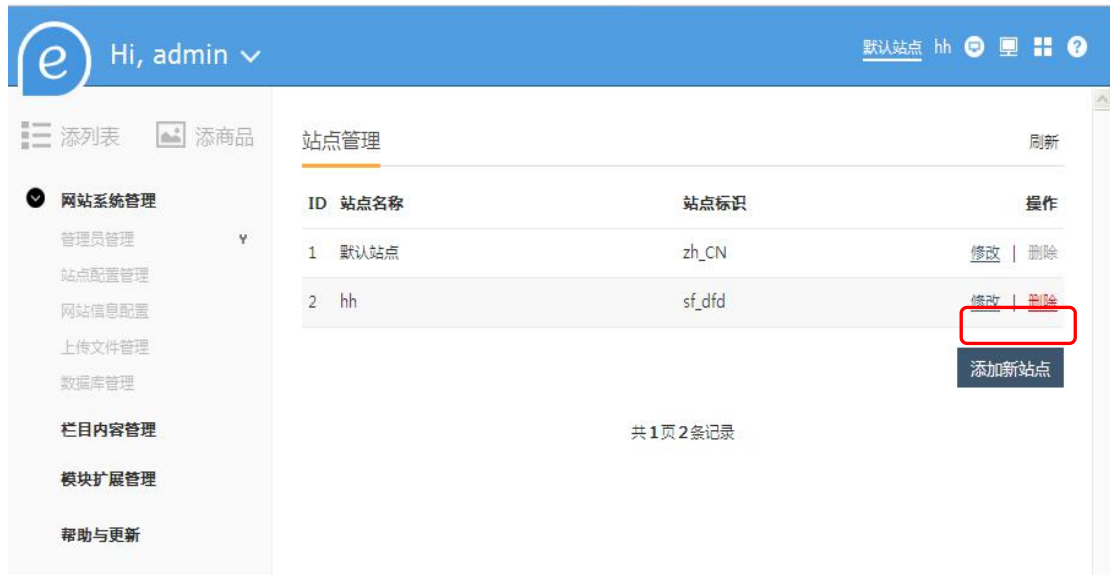 e Hi, admin 默认站点 hh
添列表 添商品
站点管理 刷新
网站系统管理
管理员管理
站点配置管理
网站信息配置
上传文件管理
数据库管理
栏目内容管理
模块扩展管理
帮助与更新
ID 站点名称 站点标识 操作
1 默认站点 zh_CN 修改 | 删除
2 hh sf_dfd 修改 | 删除
添加新站点
共1页2条记录